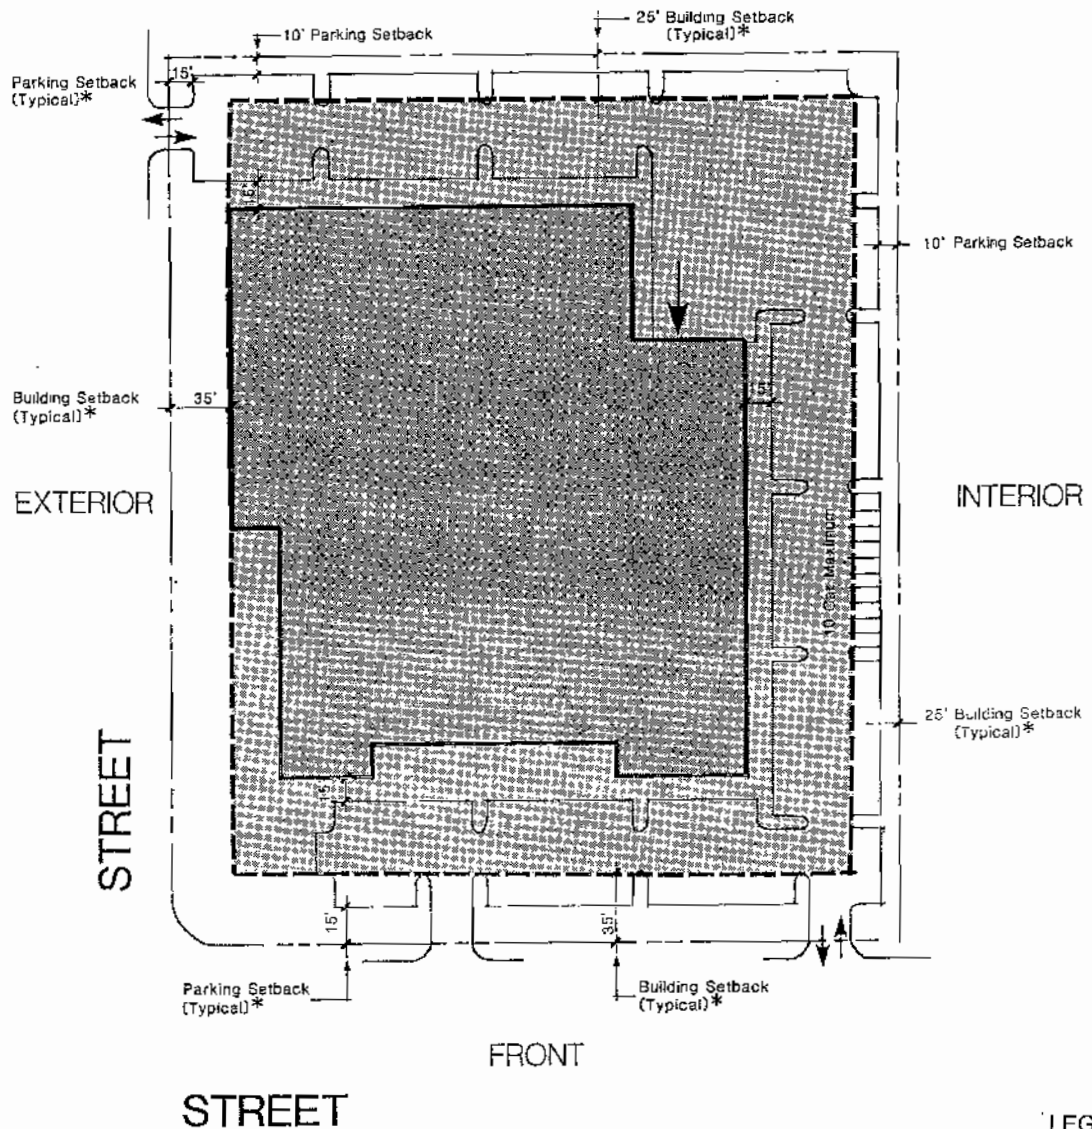 10' Parking Setback
25' Building Setback
(Typical)*
Parking Setback
(Typical)*
15'
15'
10' Parking Setback
Building Setback
(Typical)*
35'
15'
EXTERIOR
INTERIOR
10 Car Maximum
25' Building Setback
(Typical)*
STREET
15'
15'
35'
Parking Setback
(Typical)*
Building Setback
(Typical)*
FRONT
STREET
LEG